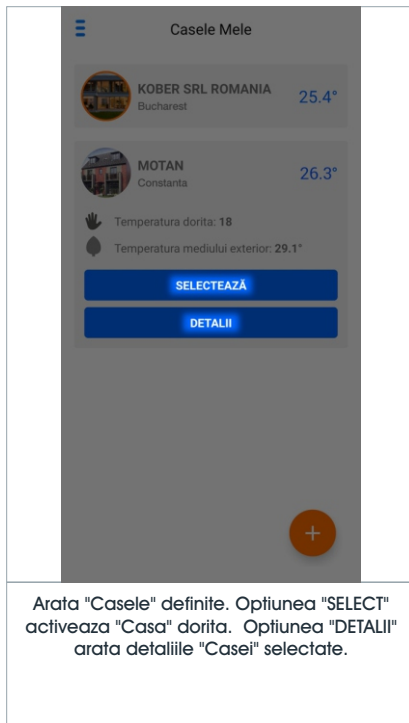 Casele Mele
KOBER SRL ROMANIA
Bucharest
25.4°
MOTAN
Constanta
26.3°
Temperatura dorita: 18
Temperatura mediului exterior: 29.1°
SELECTEAZĂ
DETALII
+
Arata "Casele" definite. Optiunea "SELECT"
activeaza "Casa" dorita. Optiunea "DETALII"
arata detaliile "Casei" selectate.